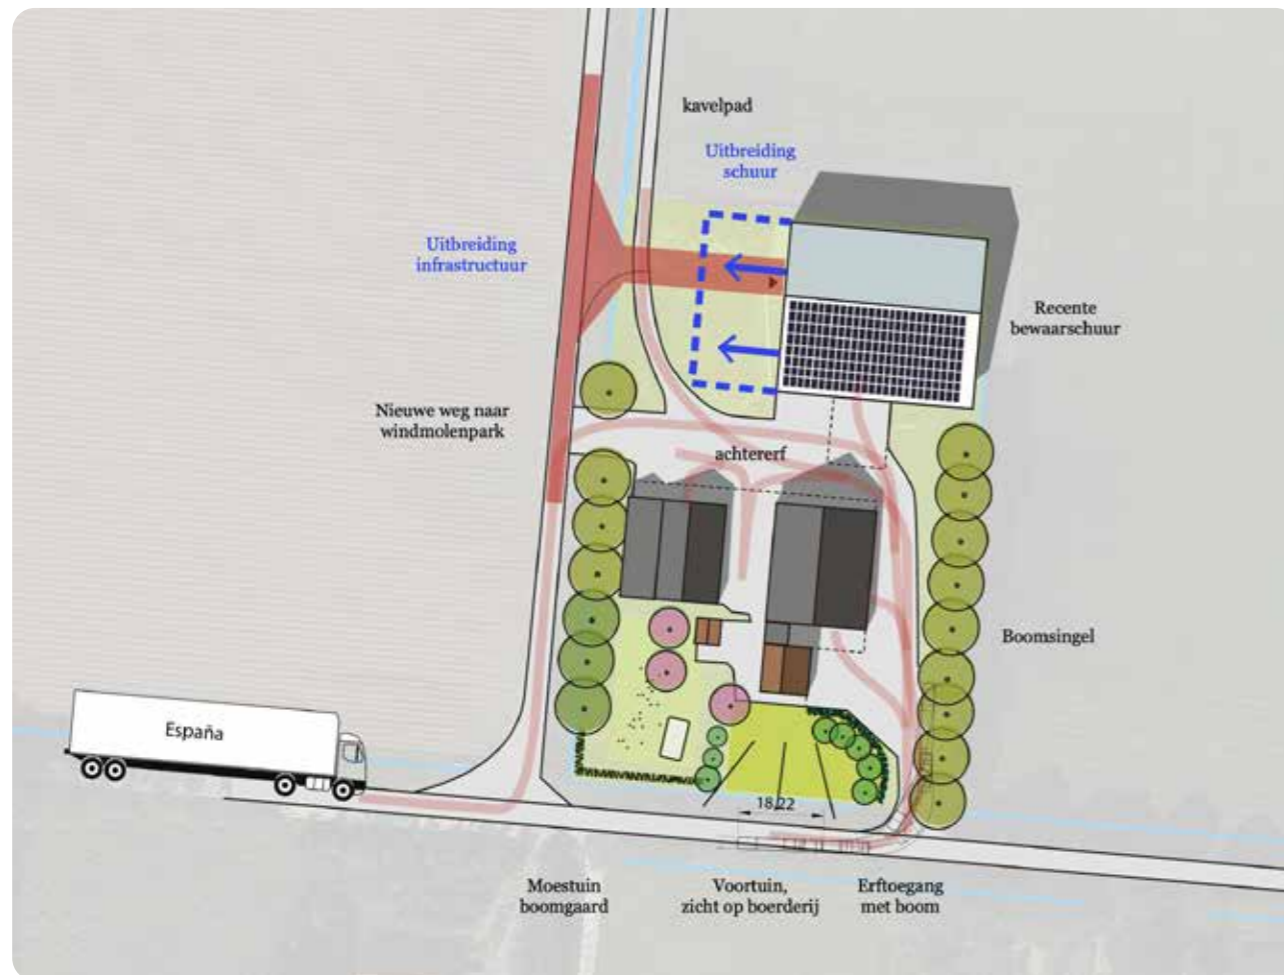 kavelpad
Uitbreiding
schuur
Uitbreiding
infrastructuur
Recente
bewaarschuur
Nieuwe weg naar
windmolenpark
achtererf
Boomsingel
España
18,22
Moestuin
boomgaard
Voortuin,
zicht op boerderij
Erftoegang
met boom